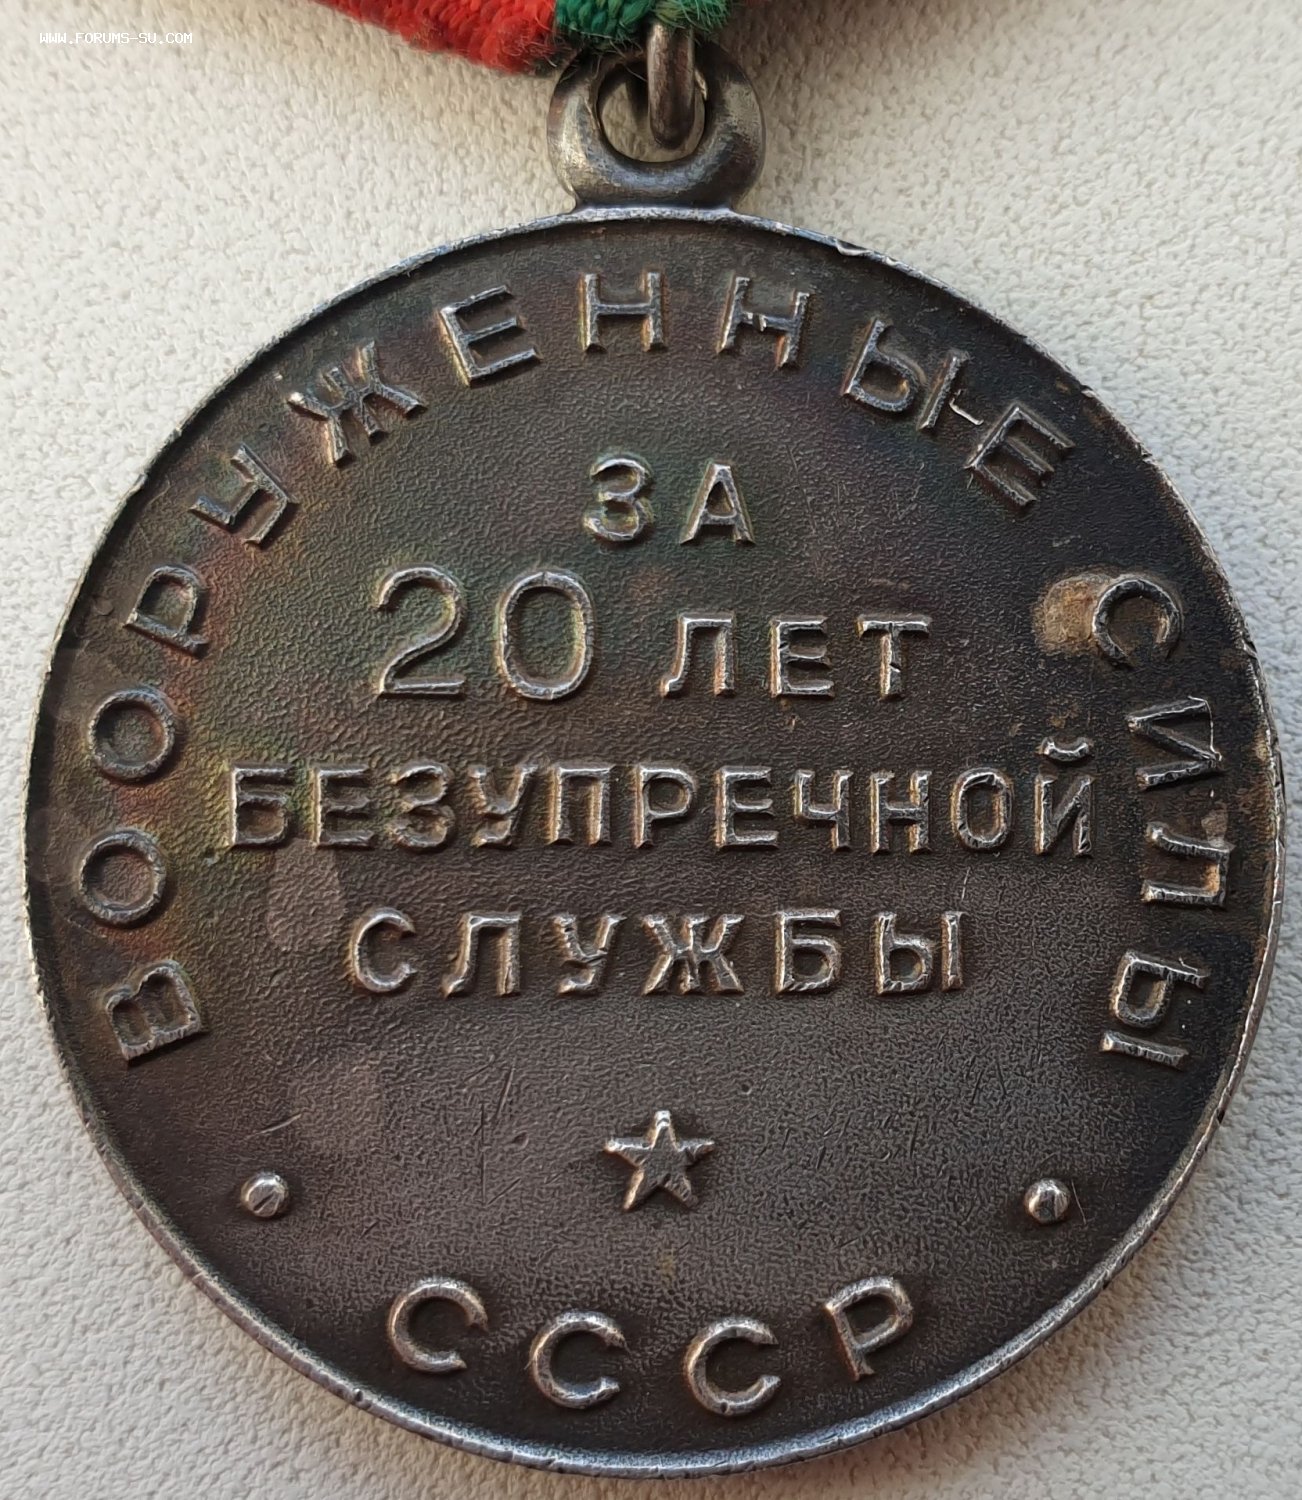 WWW.FORUMS-SU.COM
ВООРУЖЕННЫЕ СИЛЫ
ЗА
20 ЛЕТ
БЕЗУПРЕЧНОЙ
СЛУЖБЫ
СССР